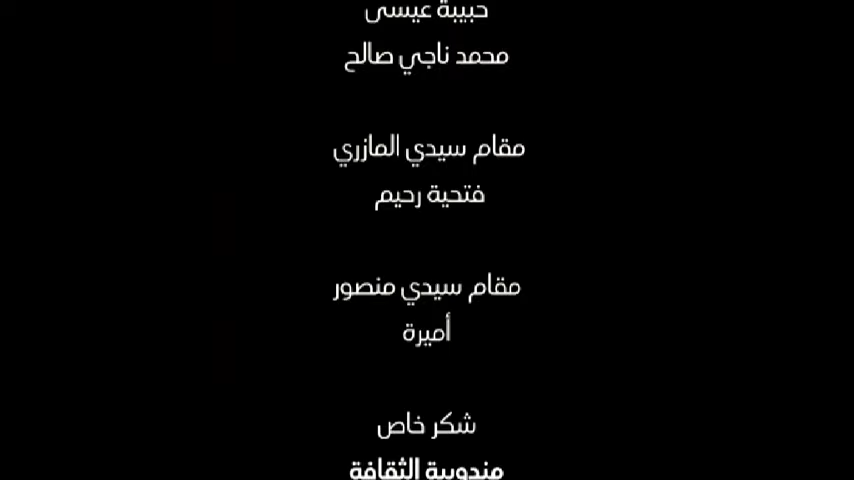 حبيبة عيسى
محمد ناجي صالح
مقام سيدي المازري
فتحية رحيم
مقام سيدي منصور
أميرة
شكر خاص
مندوبية الثقافة